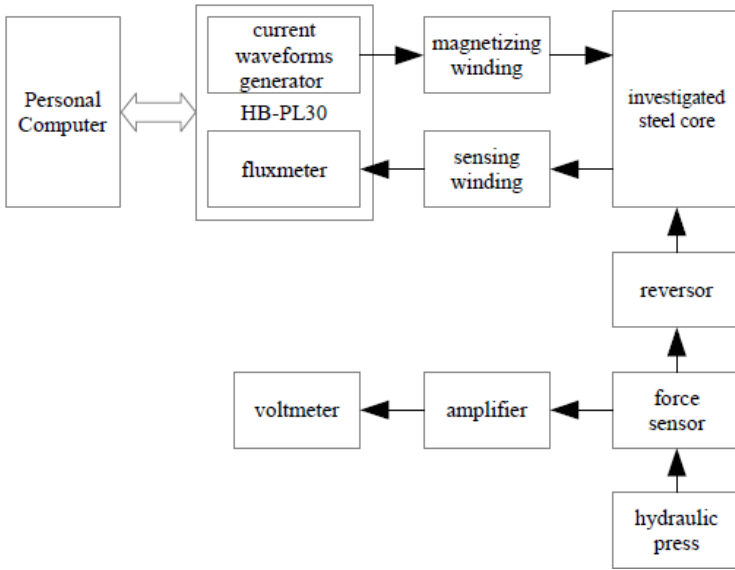 Personal
Computer
current
waveforms
generator
HB-PL30
fluxmeter
magnetizing
winding
sensing
winding
investigated
steel core
reversor
voltmeter
amplifier
force
sensor
hydraulic
press